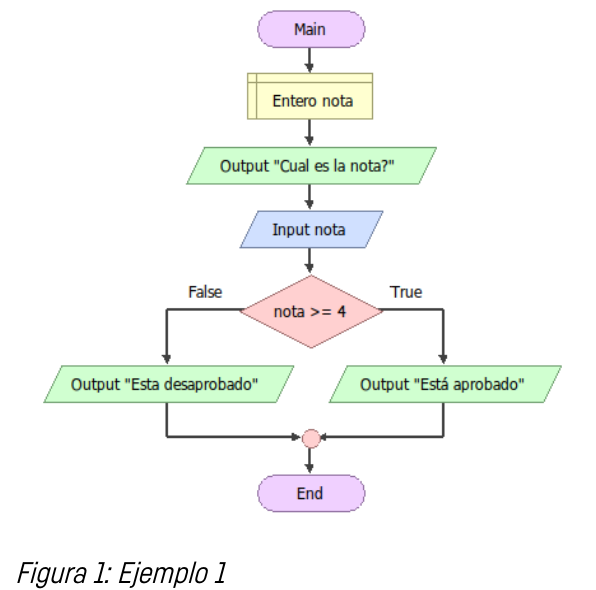 Main
Entero nota
Output "Cual es la nota?"
Input nota
False
True
nota >= 4
Output "Esta desaprobado"
Output "Está aprobado"
End
Figura 1: Ejemplo 1